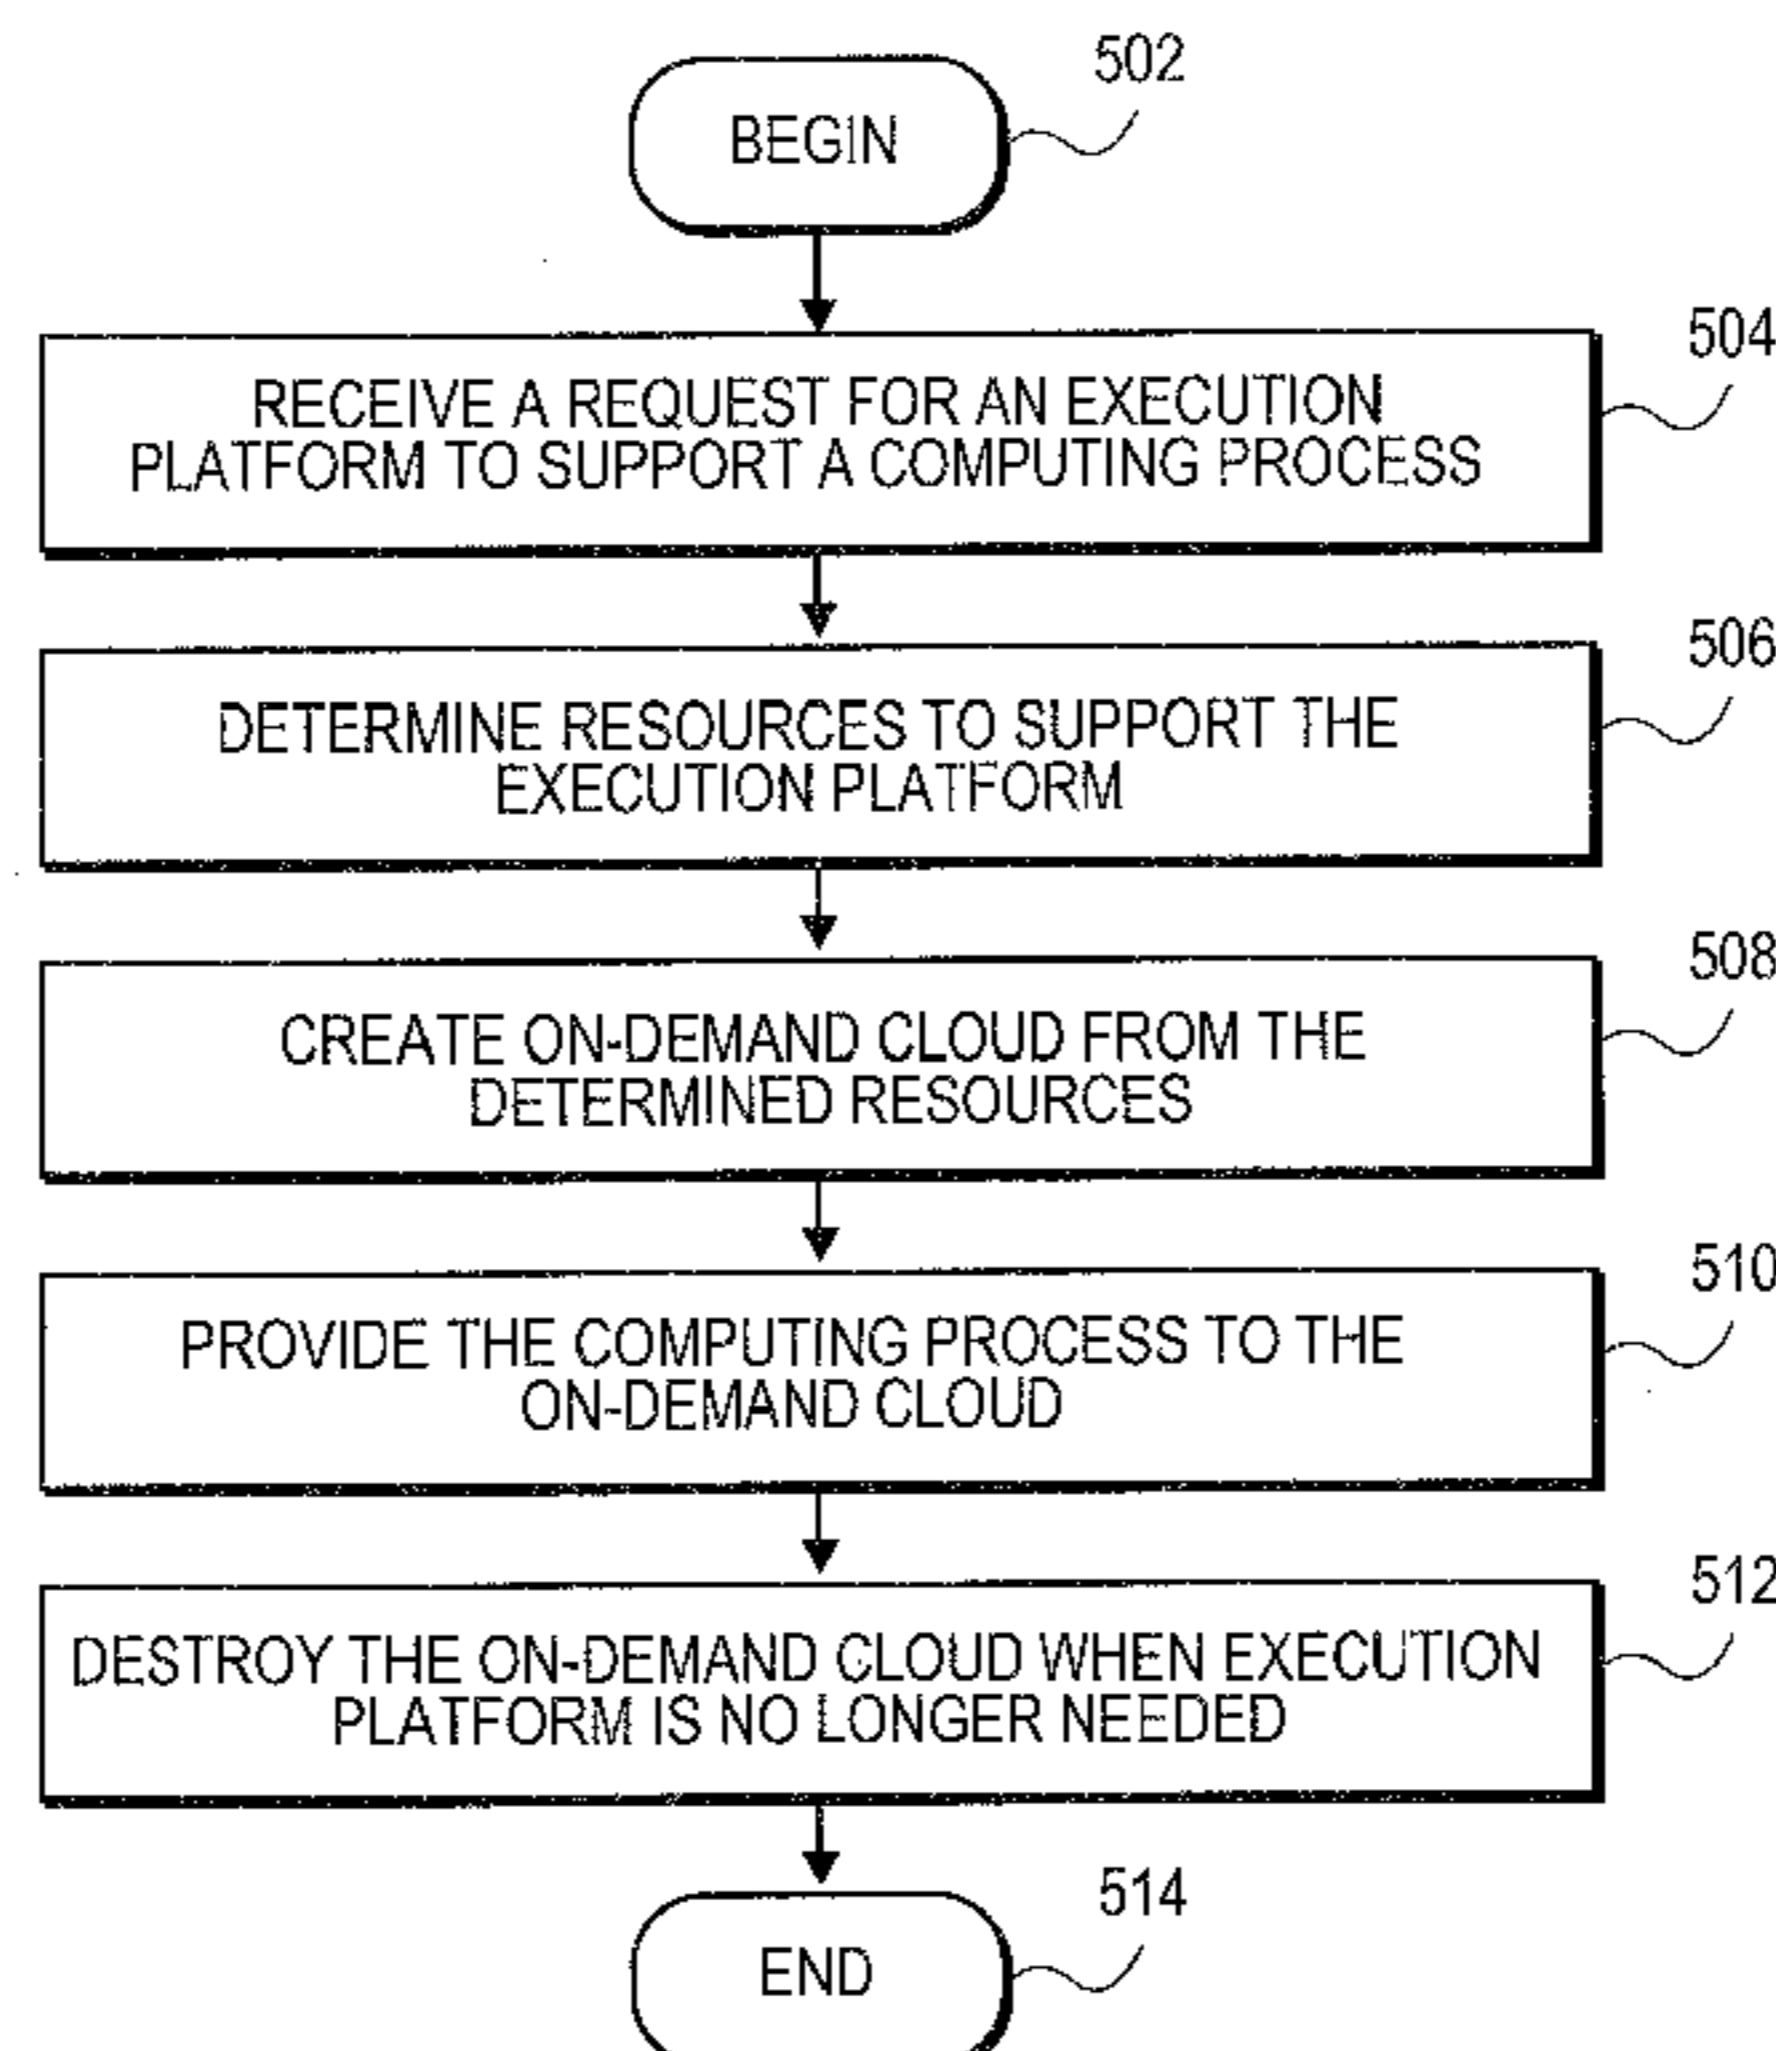 502
BEGIN
504
RECEIVE A REQUEST FOR AN EXECUTION
PLATFORM TO SUPPORT A COMPUTING PROCESS
506
DETERMINE RESOURCES TO SUPPORT THE
EXECUTION PLATFORM
508
CREATE ON-DEMAND CLOUD FROM THE
DETERMINED RESOURCES
510
PROVIDE THE COMPUTING PROCESS TO THE
ON-DEMAND CLOUD
512
DESTROY THE ON-DEMAND CLOUD WHEN EXECUTION
PLATFORM IS NO LONGER NEEDED
514
END